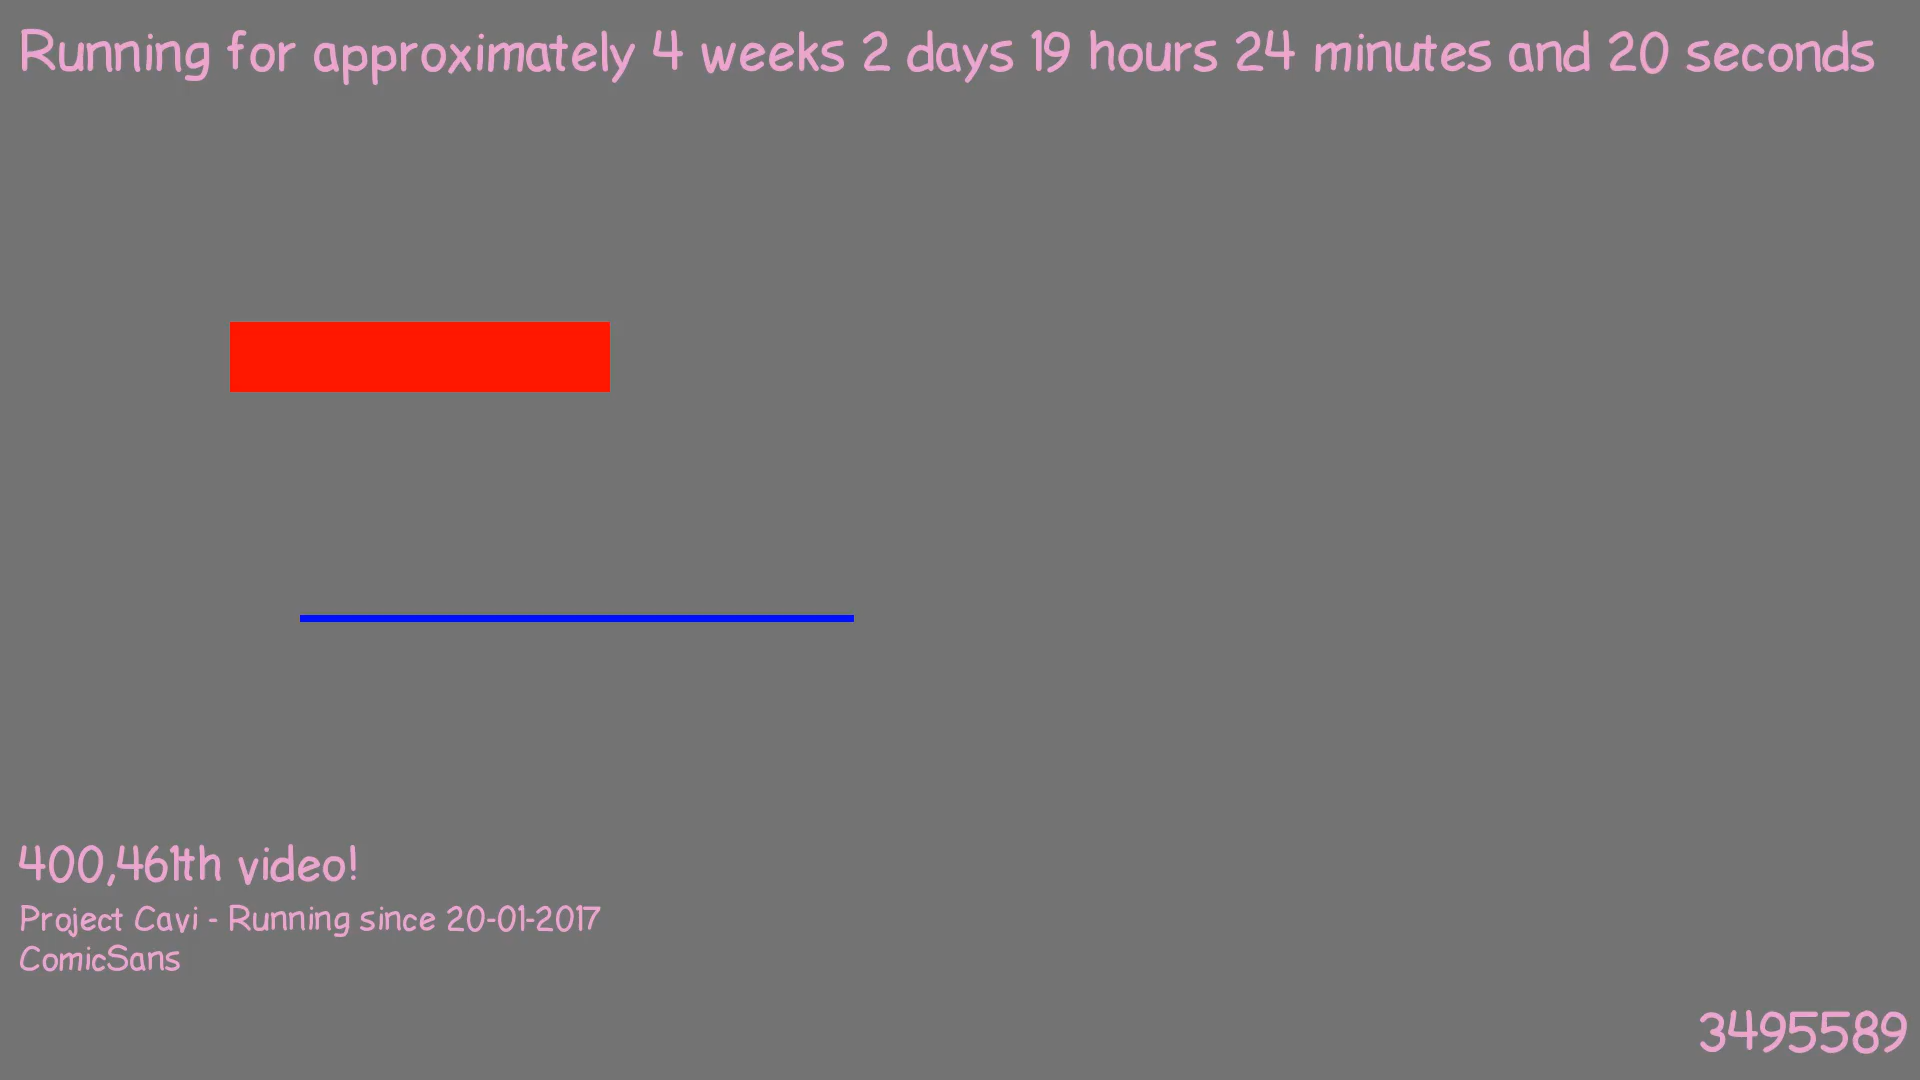 Running for approximately 4 weeks 2 days 19 hours 24 minutes and 20 seconds
400,461th video!
Project Cavi - Running since 20-01-2017
ComicSans
3495589